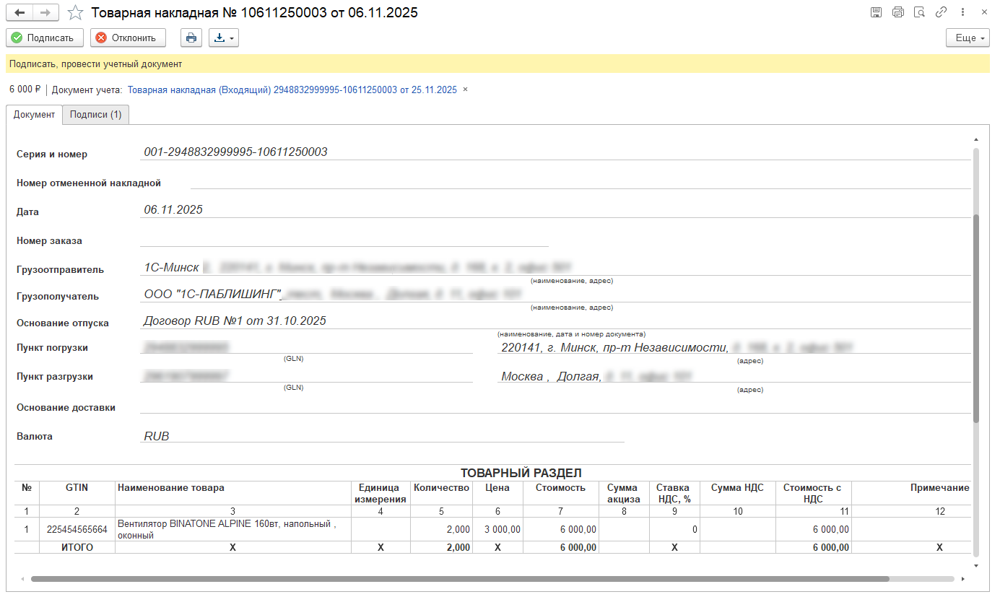 Товарная накладная № 10611250003 от 06.11.2025
Подписать Отклонить Еще
Подписать, провести учетный документ
6 000 ₽ Документ учета: Товарная накладная (Входящий) 2948832999995-10611250003 от 25.11.2025 ×
Документ Подписи (1)
Серия и номер 001-2948832999995-10611250003
Номер отмененной накладной
Дата 06.11.2025
Номер заказа
Грузоотправитель 1С-Минск
(наименование, адрес)
Грузополучатель ООО "1С-ПАБЛИШИНГ"
(наименование, адрес)
Основание отпуска Договор RUB №1 от 31.10.2025
(наименование, дата и номер документа)
Пункт погрузки 220141, г. Минск, пр-т Независимости,
(GLN) (адрес)
Пункт разгрузки Москва , Долгая,
(GLN) (адрес)
Основание доставки
Валюта RUB
ТОВАРНЫЙ РАЗДЕЛ
№ GTIN Наименование товара Единица измерения Количество Цена Стоимость Сумма акциза Ставка НДС, % Сумма НДС Стоимость с НДС Примечание
1 2 3 4 5 6 7 8 9 10 11 12
1 225454565664 Вентилятор BINATONE ALPINE 160вт, напольный , оконный 2,000 3 000,00 6 000,00 0 6 000,00
ИТОГО Х Х 2,000 Х 6 000,00 Х 6 000,00 Х